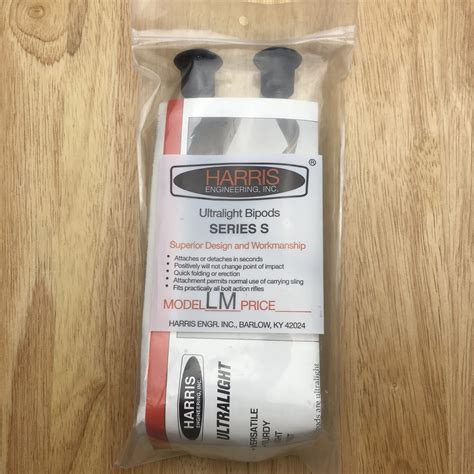 HARRIS ®
ENGINEERING, INC.
Ultralight Bipods
SERIES S
Superior Design and Workmanship
• Attaches or detaches in seconds
• Positively will not change point of impact
• Quick folding or erection
• Attachment permits normal use of carrying sling
• Fits practically all bolt action rifles
MODEL LM PRICE
HARRIS ENGR. INC., BARLOW, KY 42024
HARRIS
ENGINEERING, INC.
ULTRALIGHT
are ultralight